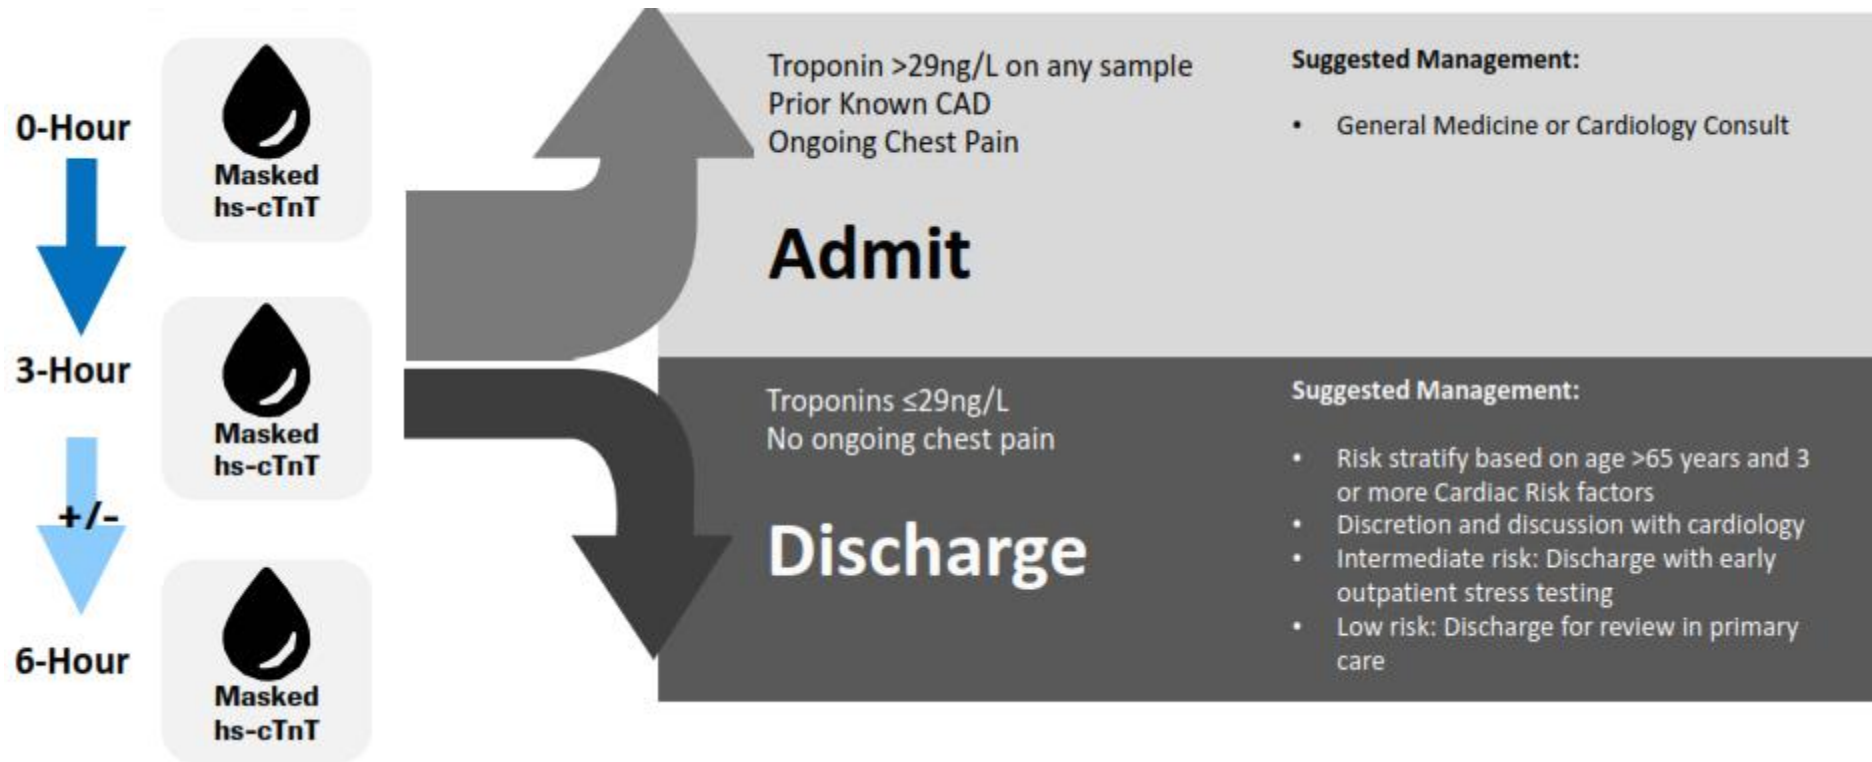 0-Hour
Masked
hs-cTnT
3-Hour
Masked
hs-cTnT
+/-
6-Hour
Masked
hs-cTnT
Troponin >29ng/L on any sample
Prior Known CAD
Ongoing Chest Pain
Admit
Suggested Management:
• General Medicine or Cardiology Consult
Troponins ≤29ng/L
No ongoing chest pain
Discharge
Suggested Management:
• Risk stratify based on age >65 years and 3
or more Cardiac Risk factors
• Discretion and discussion with cardiology
• Intermediate risk: Discharge with early
outpatient stress testing
• Low risk: Discharge for review in primary
care